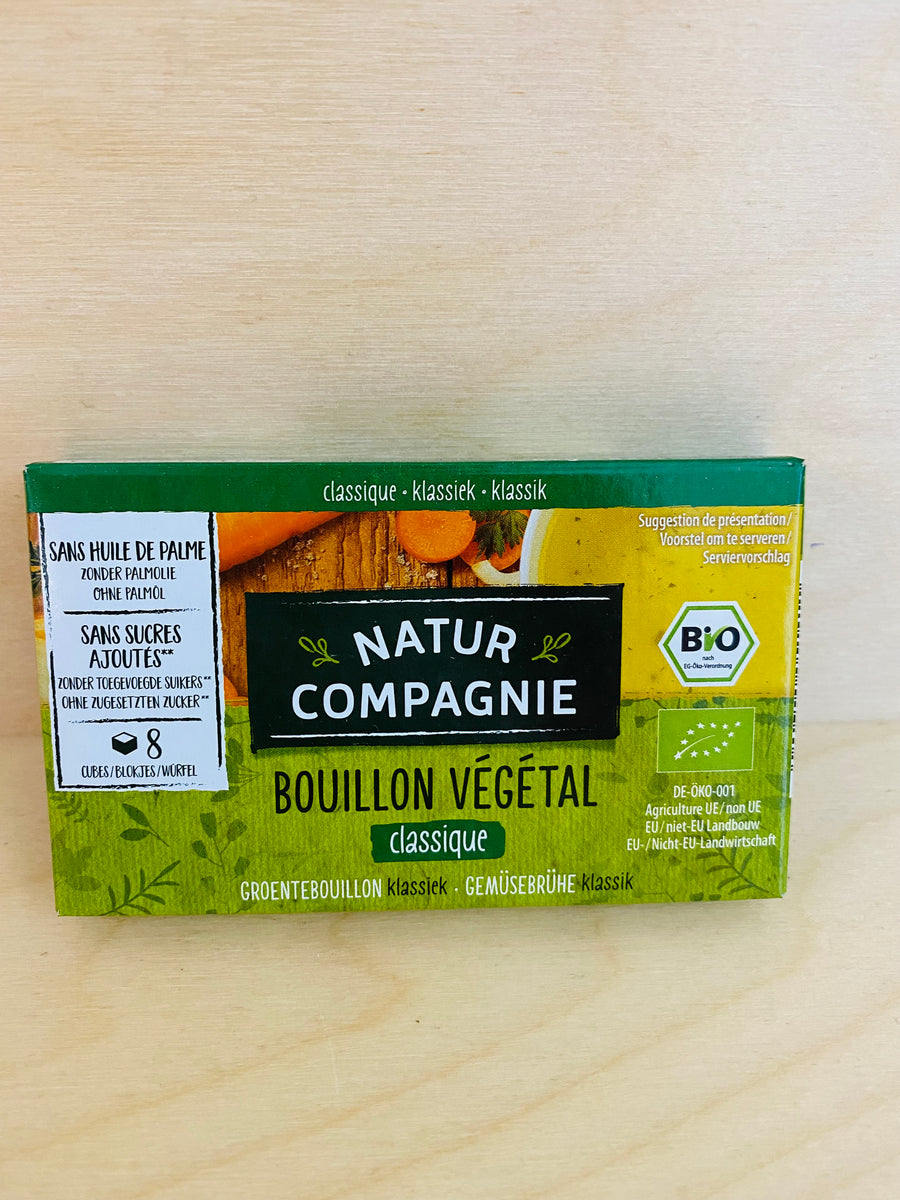 classique • klassiek • klassik
SANS HUILE DE PALME
ZONDER PALMOLIE
OHNE PALMÖL
SANS SUCRES
AJOUTÉS**
ZONDER TOEGEVOEGDE SUIKERS**
OHNE ZUGESETZTEN ZUCKER**
8
CUBES/BLOKJES/WÜRFEL
Suggestion de présentation/
Voorstel om te serveren/
Serviervorschlag
NATUR
COMPAGNIE
BOUILLON VÉGÉTAL
classique
GROENTEBOUILLON klassiek • GEMÜSEBRÜHE klassik
Bio
nach
EG-Öko-Verordnung
DE-ÖKO-001
Agriculture UE/non UE
EU/niet-EU Landbouw
EU-/Nicht-EU-Landwirtschaft